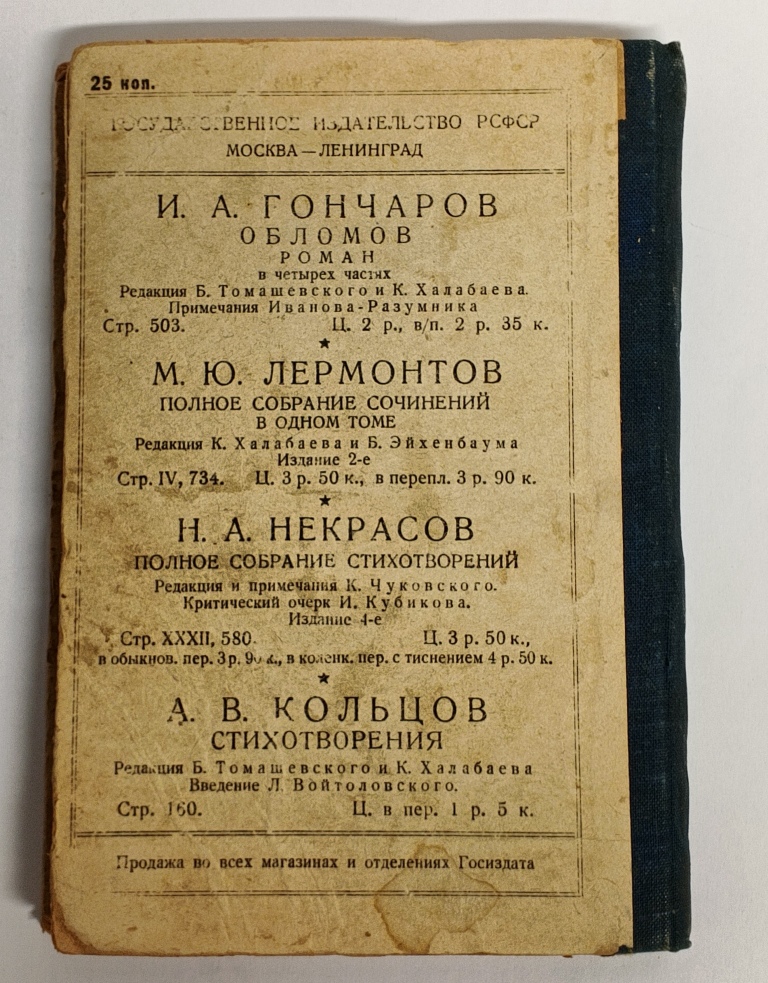 25 коп.
ГОСУДАРСТВЕННОЕ ИЗДАТЕЛЬСТВО РСФСР
МОСКВА — ЛЕНИНГРАД
И. А. ГОНЧАРОВ
ОБЛОМОВ
РОМАН
в четырех частях
Редакция Б. Томашевского и К. Халабаева.
Примечания Иванова-Разумника
Стр. 503. Ц. 2 р., в/п. 2 р. 35 к.
★
М. Ю. ЛЕРМОНТОВ
ПОЛНОЕ СОБРАНИЕ СОЧИНЕНИЙ
В ОДНОМ ТОМЕ
Редакция К. Халабаева и Б. Эйхенбаума
Издание 2-е
Стр. IV, 734. Ц. 3 р. 50 к., в перепл. 3 р. 90 к.
★
Н. А. НЕКРАСОВ
ПОЛНОЕ СОБРАНИЕ СТИХОТВОРЕНИЙ
Редакция и примечания К. Чуковского.
Критический очерк И. Кубикова.
Издание 4-е
Стр. XXXII, 580. Ц. 3 р. 50 к.,
в обыкнов. пер. 3 р. 90 к., в коленк. пер. с тиснением 4 р. 50 к.
★
А. В. КОЛЬЦОВ
СТИХОТВОРЕНИЯ
Редакция Б. Томашевского и К. Халабаева
Введение Л. Войтоловского.
Стр. 160. Ц. в пер. 1 р. 5 к.
Продажа во всех магазинах и отделениях Госиздата